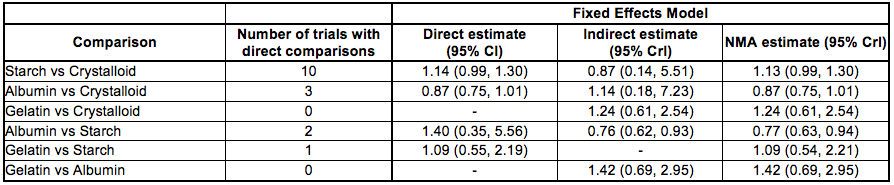 Fixed Effects Model
Comparison Number of trials with direct comparisons Direct estimate (95% CI) Indirect estimate (95% CrI) NMA estimate (95% CrI)
Starch vs Crystalloid 10 1.14 (0.99, 1.30) 0.87 (0.14, 5.51) 1.13 (0.99, 1.30)
Albumin vs Crystalloid 3 0.87 (0.75, 1.01) 1.14 (0.18, 7.23) 0.87 (0.75, 1.01)
Gelatin vs Crystalloid 0 - 1.24 (0.61, 2.54) 1.24 (0.61, 2.54)
Albumin vs Starch 2 1.40 (0.35, 5.56) 0.76 (0.62, 0.93) 0.77 (0.63, 0.94)
Gelatin vs Starch 1 1.09 (0.55, 2.19) - 1.09 (0.54, 2.21)
Gelatin vs Albumin 0 - 1.42 (0.69, 2.95) 1.42 (0.69, 2.95)